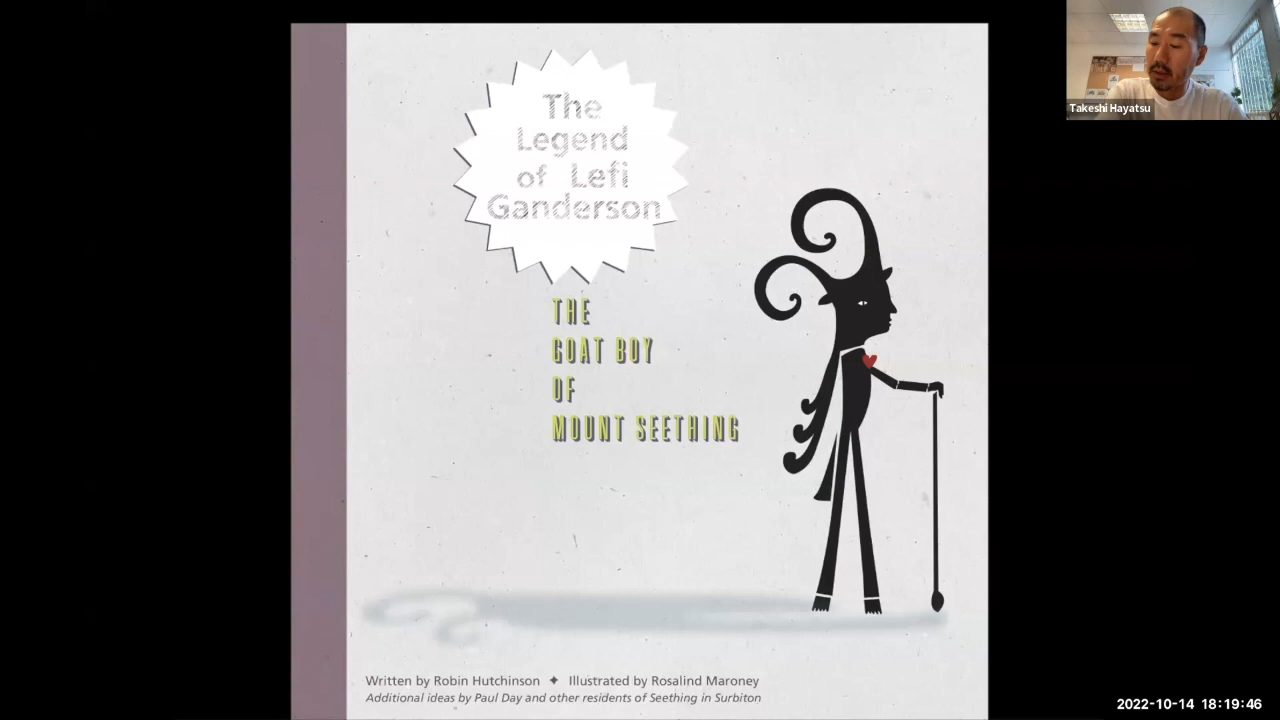 The
Legend
of Lefi
Ganderson
THE
GOAT BOY
OF
MOUNT SEETHING
Written by Robin Hutchinson ✦ Illustrated by Rosalind Maroney
Additional ideas by Paul Day and other residents of Seething in Surbiton
Takeshi Hayatsu
2022-10-14 18:19:46